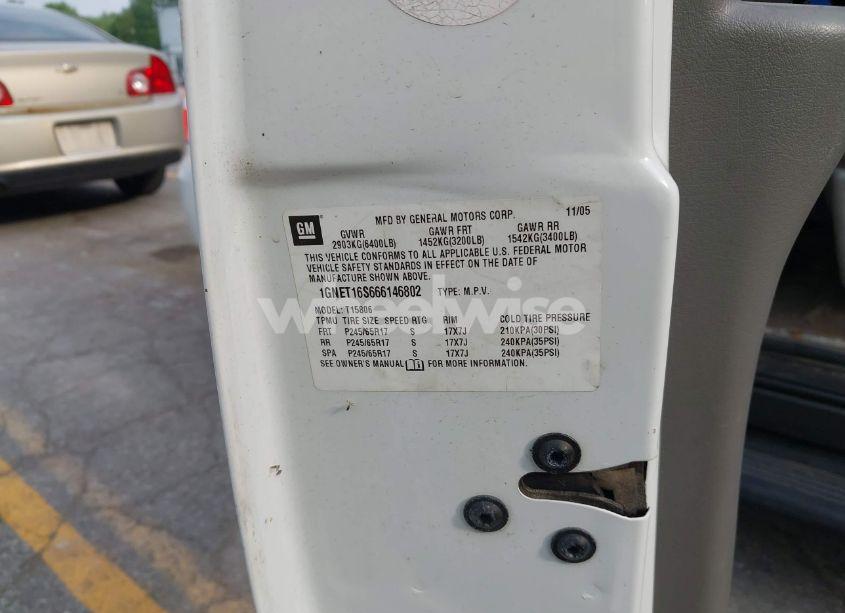 GM
MFD BY GENERAL MOTORS CORP. 11/05
GVWR GAWR FRT GAWR RR
2903KG(6400LB) 1452KG(3200LB) 1542KG(3400LB)
THIS VEHICLE CONFORMS TO ALL APPLICABLE U.S. FEDERAL MOTOR
VEHICLE SAFETY STANDARDS IN EFFECT ON THE DATE OF
MANUFACTURE SHOWN ABOVE.
1GNET16S666146802 TYPE: M.P.V.
wheelwise
MODEL: T15806
TPMU TIRE SIZE SPEED RTG RIM COLD TIRE PRESSURE
FRT P245/65R17 S 17X7J 210KPA(30PSI)
RR P245/65R17 S 17X7J 240KPA(35PSI)
SPA P245/65R17 S 17X7J 240KPA(35PSI)
SEE OWNER'S MANUAL FOR MORE INFORMATION.